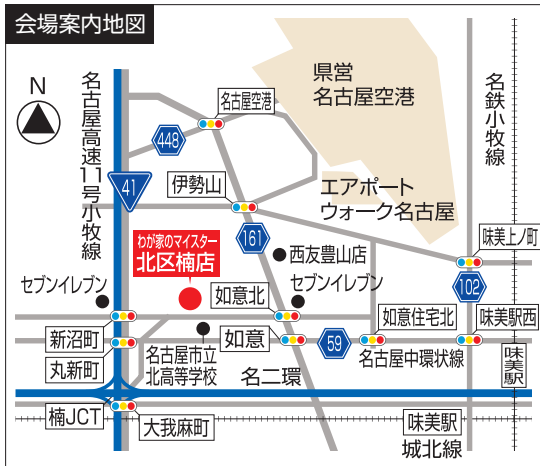 会場案内地図
N
名古屋高速11号小牧線
448
名古屋空港
県営
名古屋空港
名鉄小牧線
41
伊勢山
エアポート
ウォーク名古屋
わが家のマイスター
北区楠店
161
西友豊山店
味美上ノ町
セブンイレブン
セブンイレブン
102
如意北
如意住宅北
味美駅西
新沼町
名古屋市立
北高等学校
如意
59
名古屋中環状線
丸新町
味美駅
名二環
楠JCT
大我麻町
味美駅
城北線